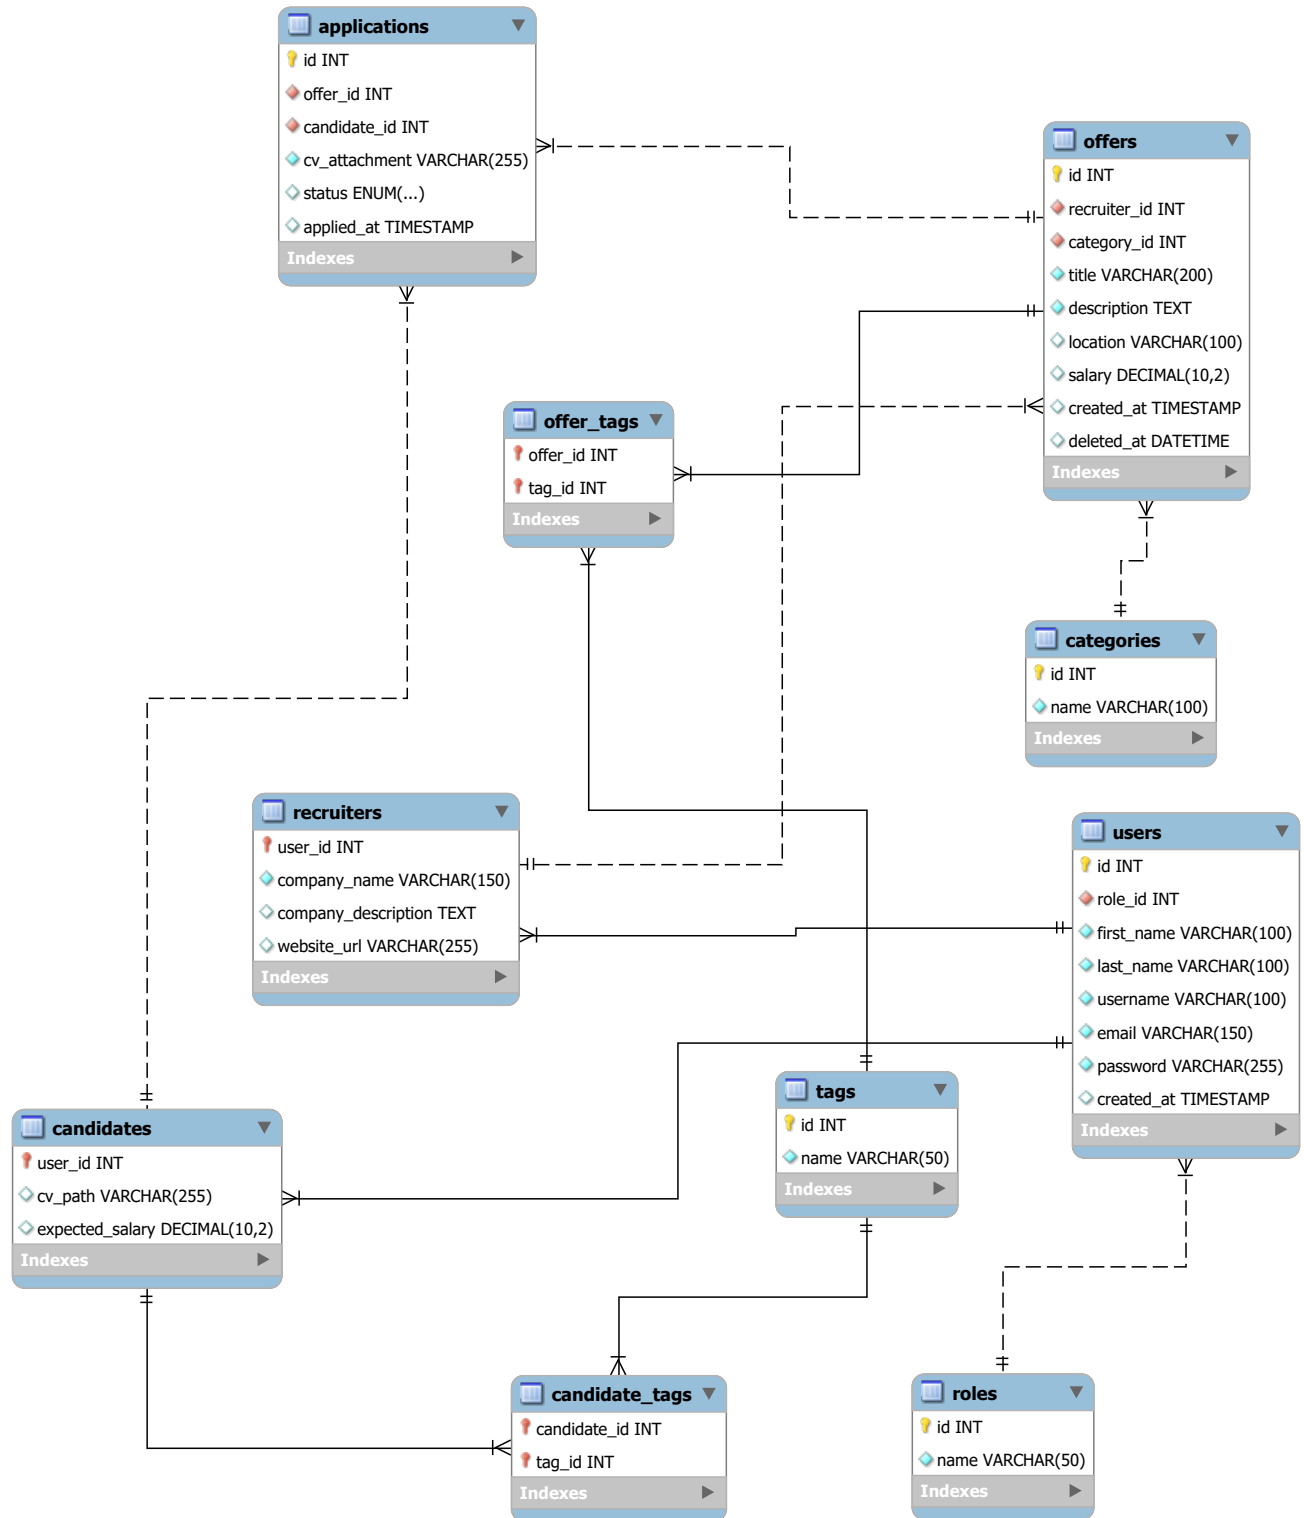 applications
id INT
offer_id INT
candidate_id INT
cv_attachment VARCHAR(255)
status ENUM(...)
applied_at TIMESTAMP
Indexes
offers
id INT
recruiter_id INT
category_id INT
title VARCHAR(200)
description TEXT
location VARCHAR(100)
salary DECIMAL(10,2)
created_at TIMESTAMP
deleted_at DATETIME
Indexes
offer_tags
offer_id INT
tag_id INT
Indexes
categories
id INT
name VARCHAR(100)
Indexes
recruiters
user_id INT
company_name VARCHAR(150)
company_description TEXT
website_url VARCHAR(255)
Indexes
users
id INT
role_id INT
first_name VARCHAR(100)
last_name VARCHAR(100)
username VARCHAR(100)
email VARCHAR(150)
password VARCHAR(255)
created_at TIMESTAMP
Indexes
tags
id INT
name VARCHAR(50)
Indexes
candidates
user_id INT
cv_path VARCHAR(255)
expected_salary DECIMAL(10,2)
Indexes
candidate_tags
candidate_id INT
tag_id INT
Indexes
roles
id INT
name VARCHAR(50)
Indexes